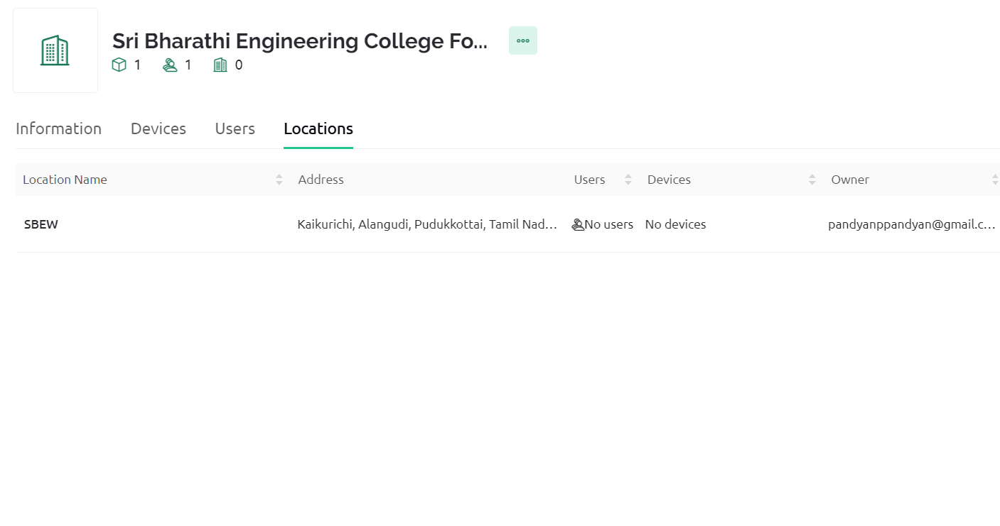 Sri Bharathi Engineering College Fo...
1 1 0
Information Devices Users Locations
Location Name Address Users Devices Owner
SBEW Kaikurichi, Alangudi, Pudukkottai, Tamil Nad... No users No devices pandyanppandyan@gmail.c...